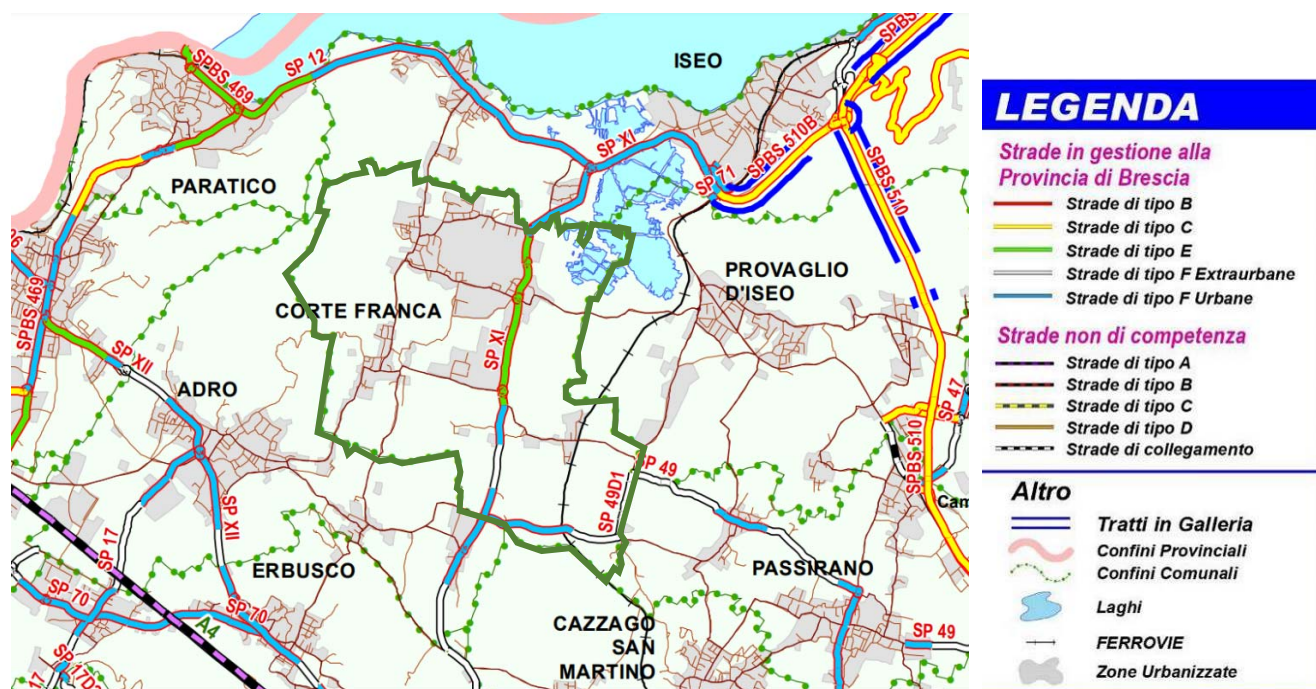 ISEO
SPBS 469
SP 12
SP XI
SP 71
SPBS 510B
SPBS 510
PARATICO
PROVAGLIO
D'ISEO
CORTE FRANCA
SPBS 469
SP XII
SP XI
ADRO
SP 47
SPBS 510
Cam
SP 49
SP 49D1
SP XII
SP 17
ERBUSCO
PASSIRANO
SP 70
SP 70
A4
CAZZAGO
SAN
MARTINO
SP 49
LEGENDA
Strade in gestione alla
Provincia di Brescia
Strade di tipo B
Strade di tipo C
Strade di tipo E
Strade di tipo F Extraurbane
Strade di tipo F Urbane
Strade non di competenza
Strade di tipo A
Strade di tipo B
Strade di tipo C
Strade di tipo D
Strade di collegamento
Altro
Tratti in Galleria
Confini Provinciali
Confini Comunali
Laghi
FERROVIE
Zone Urbanizzate